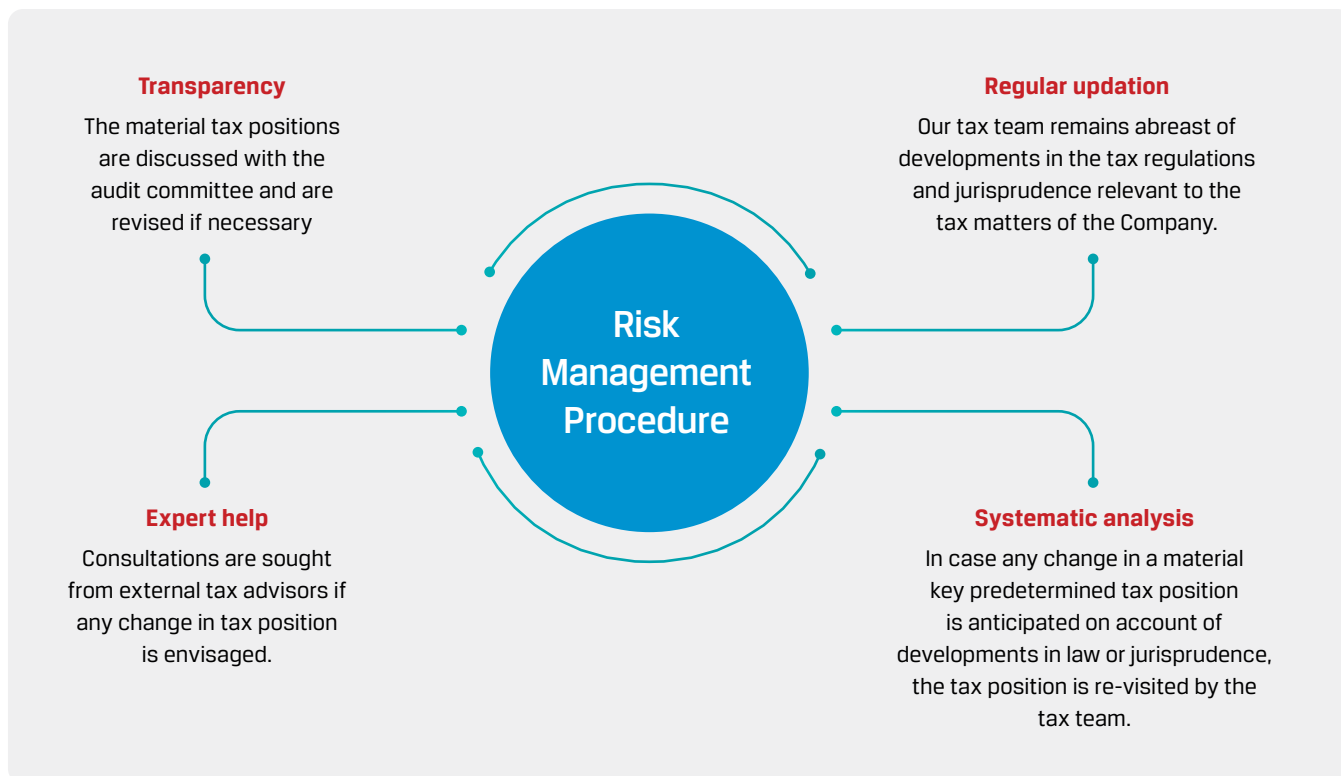 Transparency
The material tax positions
are discussed with the
audit committee and are
revised if necessary
Regular updation
Our tax team remains abreast of
developments in the tax regulations
and jurisprudence relevant to the
tax matters of the Company.
Risk
Management
Procedure
Expert help
Consultations are sought
from external tax advisors if
any change in tax position
is envisaged.
Systematic analysis
In case any change in a material
key predetermined tax position
is anticipated on account of
developments in law or jurisprudence,
the tax position is re-visited by the
tax team.